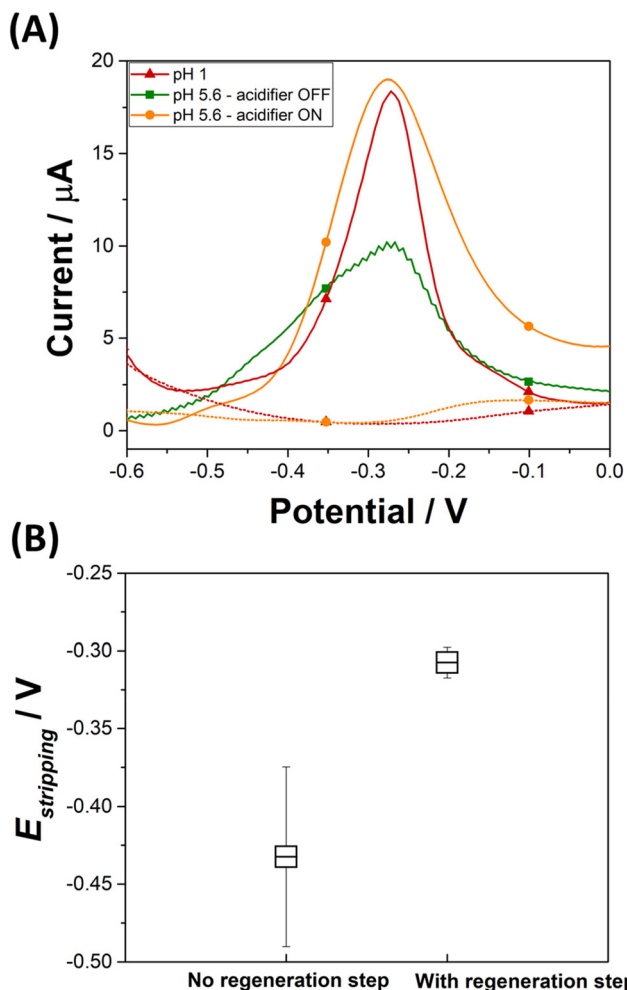 (A)
pH 1
pH 5.6 - acidifier OFF
pH 5.6 - acidifier ON
20
15
10
5
0
Current / μA
-0.6 -0.5 -0.4 -0.3 -0.2 -0.1 0.0
Potential / V
(B)
-0.25
-0.30
-0.35
-0.40
-0.45
-0.50
E stripping / V
No regeneration step With regeneration step